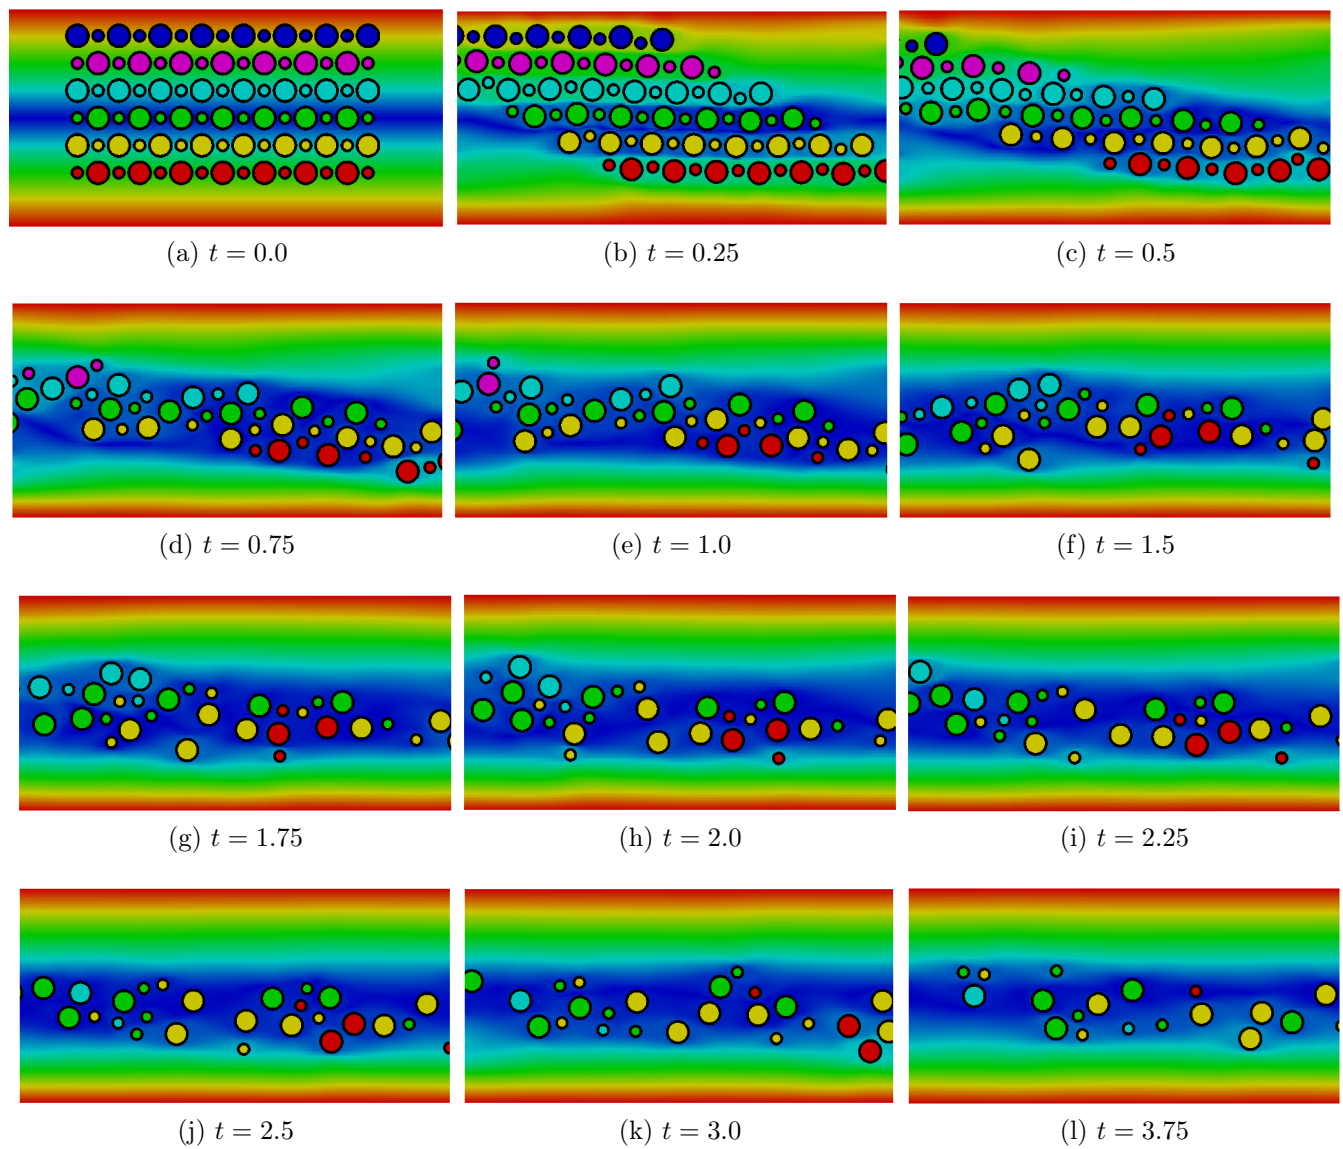 (a) t = 0.0
(b) t = 0.25
(c) t = 0.5
(d) t = 0.75
(e) t = 1.0
(f) t = 1.5
(g) t = 1.75
(h) t = 2.0
(i) t = 2.25
(j) t = 2.5
(k) t = 3.0
(l) t = 3.75